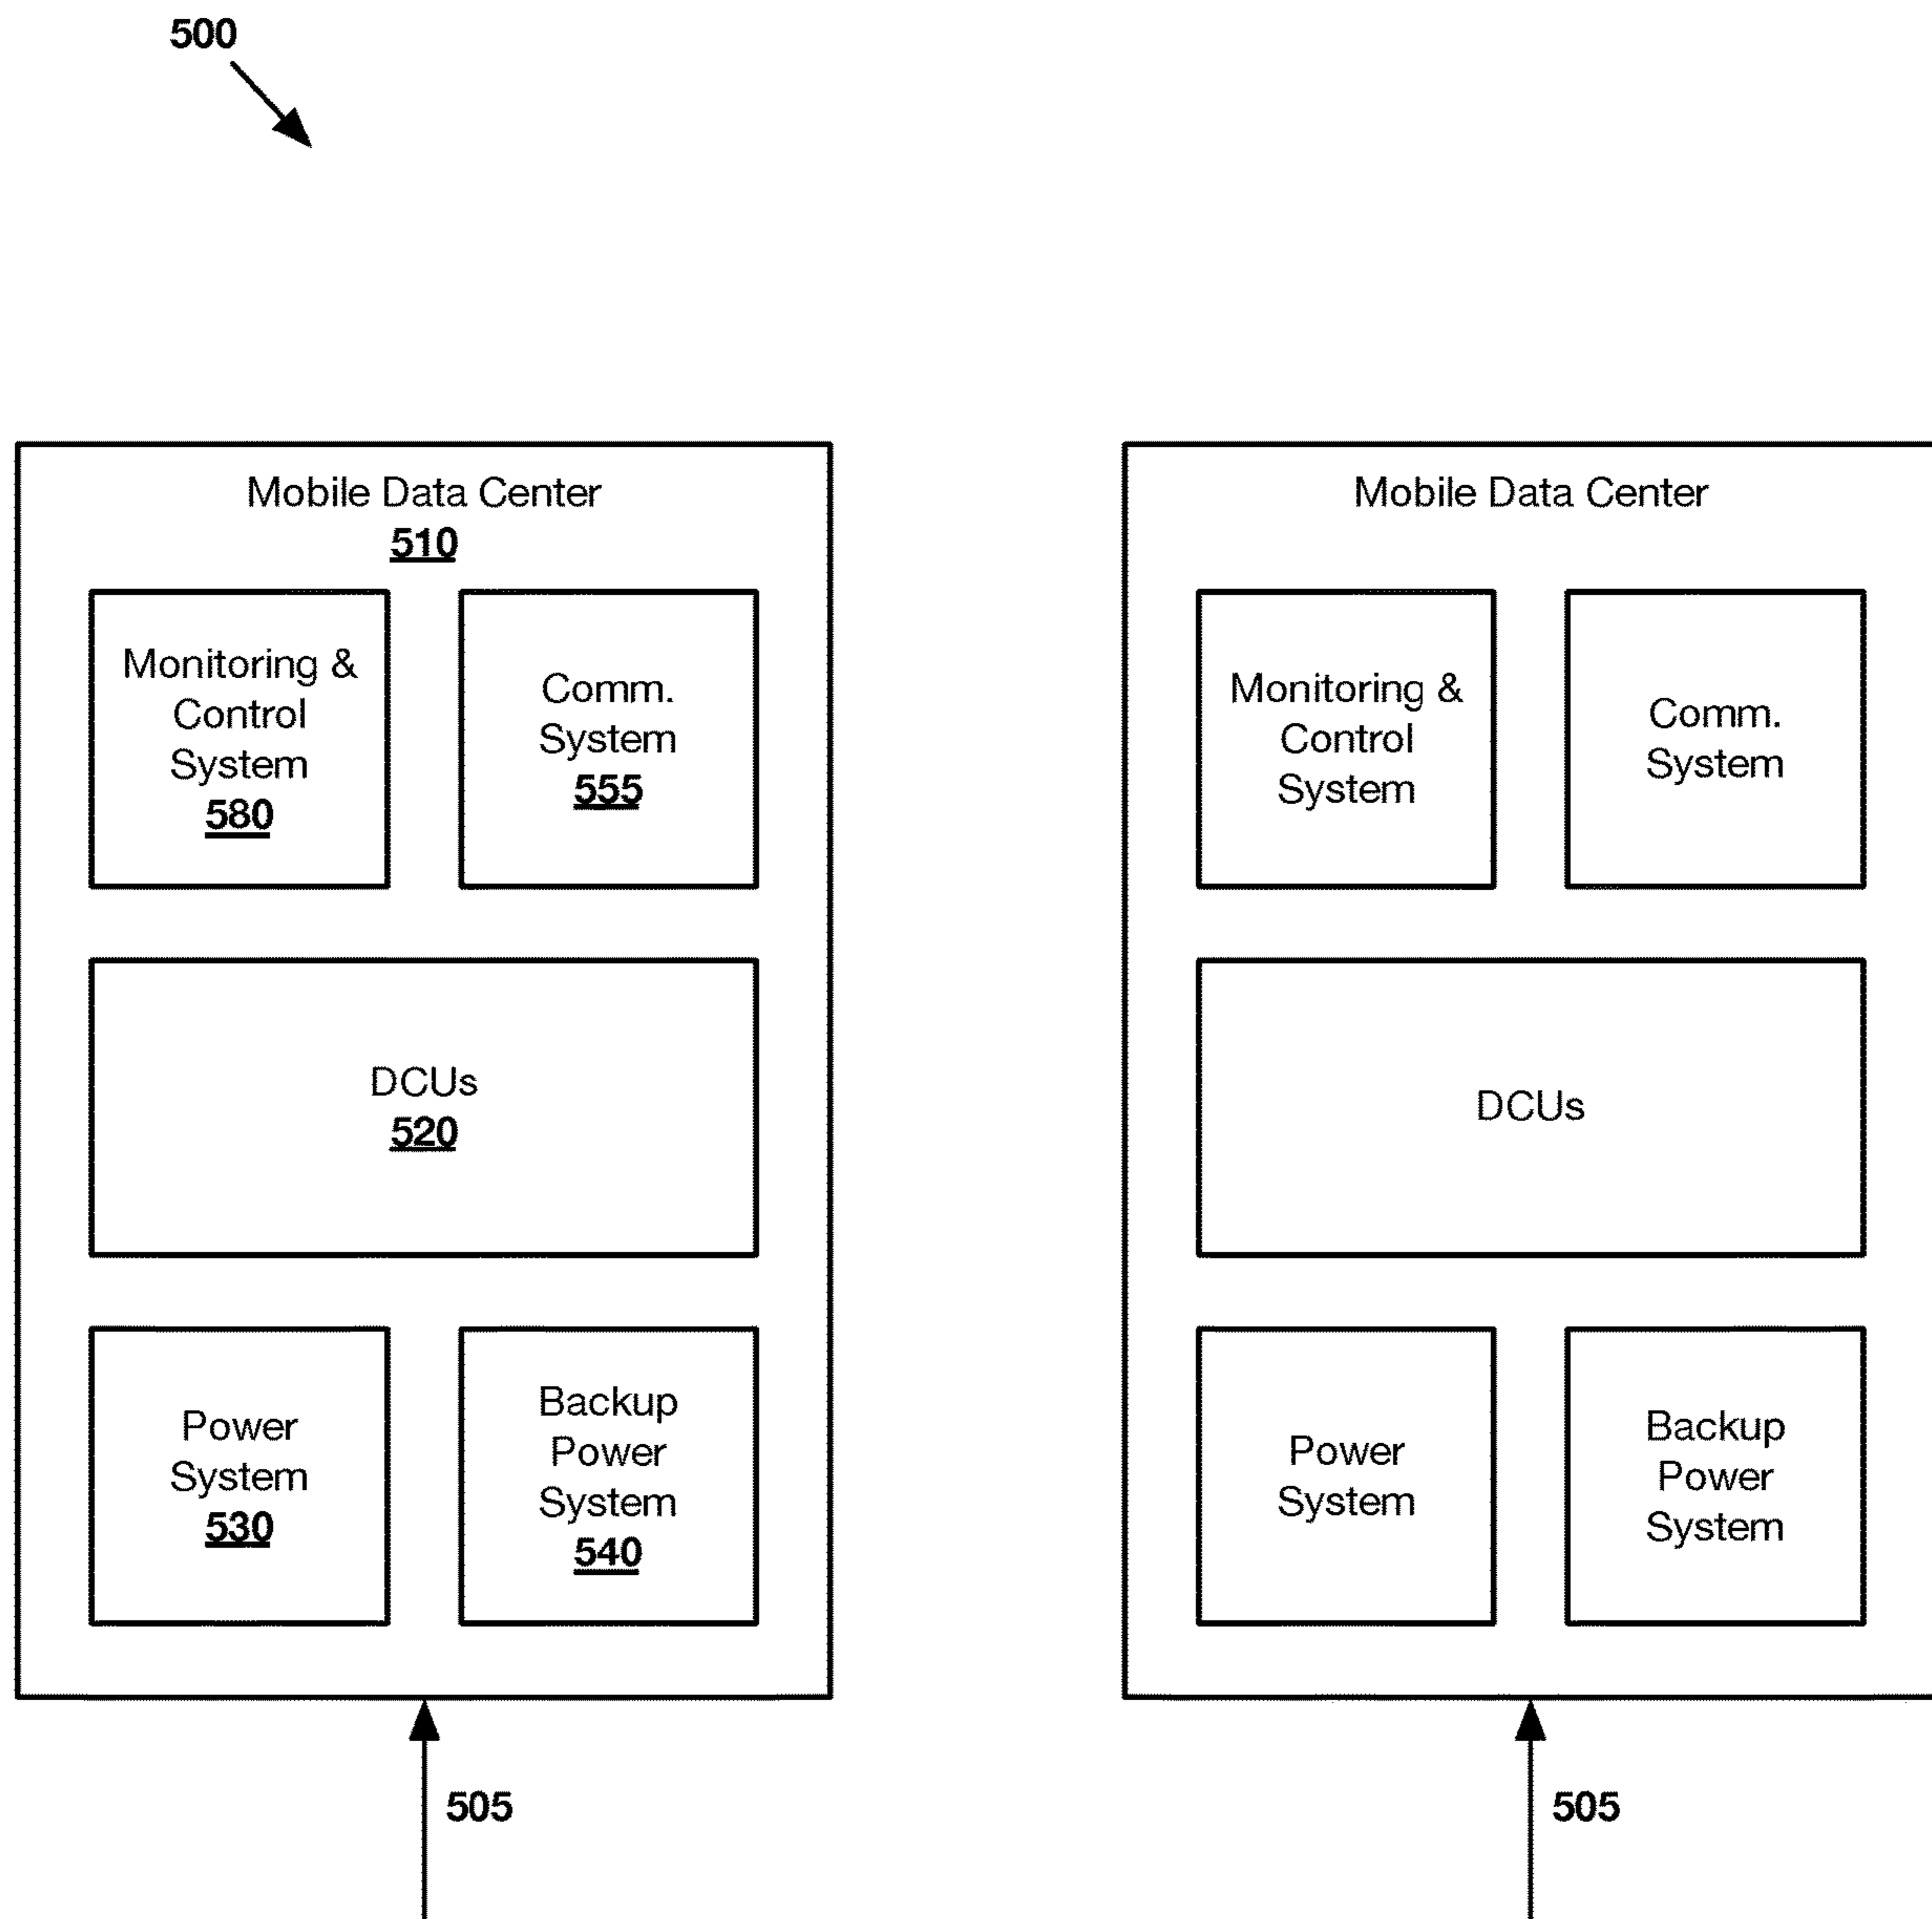 500
Mobile Data Center
510
Monitoring &
Control
System
580
Comm.
System
555
DCUs
520
Power
System
530
Backup
Power
System
540
505
Mobile Data Center
Monitoring &
Control
System
Comm.
System
DCUs
Power
System
Backup
Power
System
505